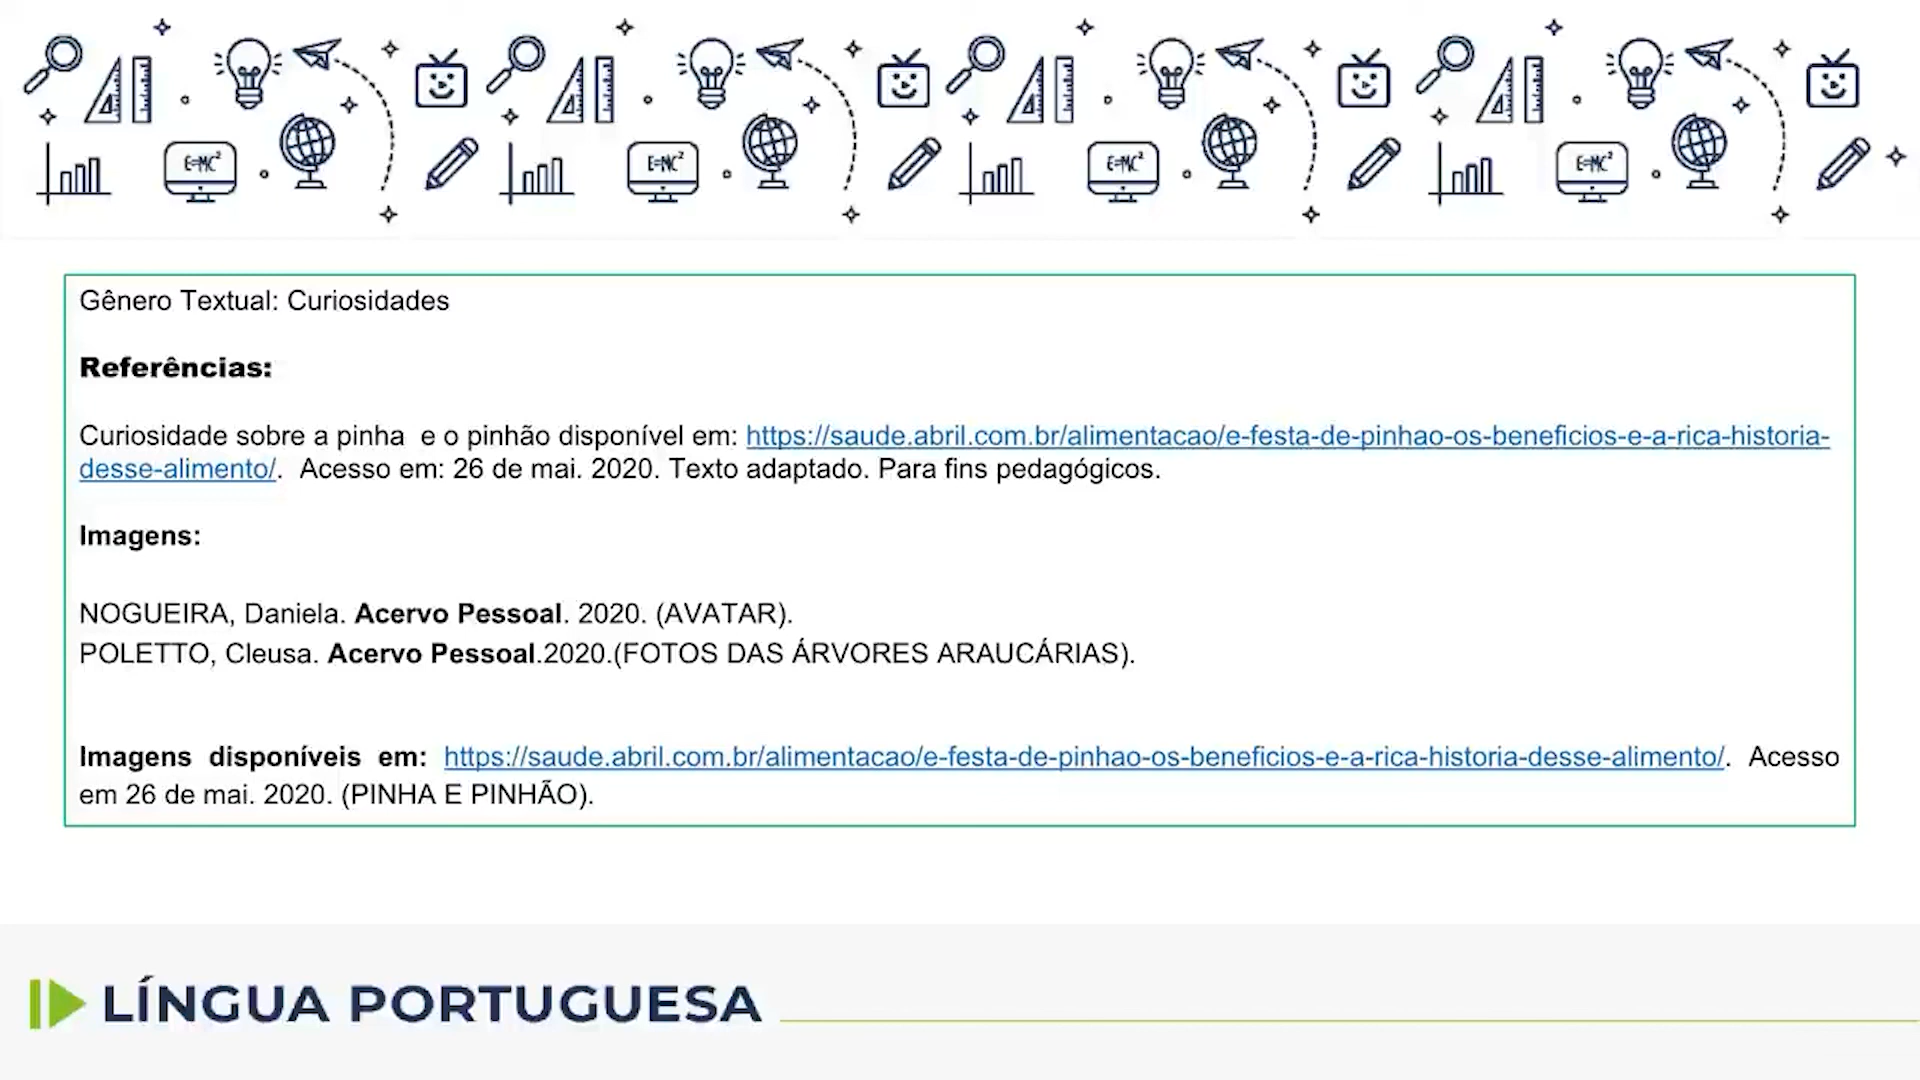 E=MC²
E=MC²
E=MC²
E=MC²
Gênero Textual: Curiosidades
Referências:
Curiosidade sobre a pinha  e o pinhão disponível em: https://saude.abril.com.br/alimentacao/e-festa-de-pinhao-os-beneficios-e-a-rica-historia-
desse-alimento/.  Acesso em: 26 de mai. 2020. Texto adaptado. Para fins pedagógicos.
Imagens:
NOGUEIRA, Daniela. Acervo Pessoal. 2020. (AVATAR).
POLETTO, Cleusa. Acervo Pessoal.2020.(FOTOS DAS ÁRVORES ARAUCÁRIAS).
Imagens disponíveis em: https://saude.abril.com.br/alimentacao/e-festa-de-pinhao-os-beneficios-e-a-rica-historia-desse-alimento/. Acesso
em 26 de mai. 2020. (PINHA E PINHÃO).
LÍNGUA PORTUGUESA